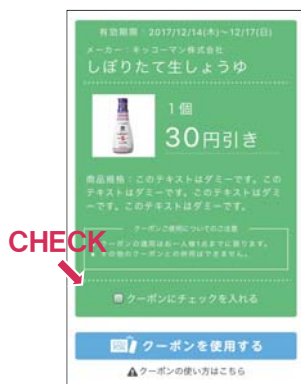 有効期限：2017/12/14(木)～12/17(日)
メーカー：キッコーマン株式会社
しぼりたて生しょうゆ
1個
30円引き
商品規格：このテキストはダミーです。この
テキストはダミーです。このテキストはダミ
ーです。このテキストはダミーです。
クーポンご使用についてのご注意
クーポンの適用はお一人様1点までに限ります。
その他のクーポンとの併用はできません。
CHECK
クーポンにチェックを入れる
クーポンを使用する
クーポンの使い方はこちら